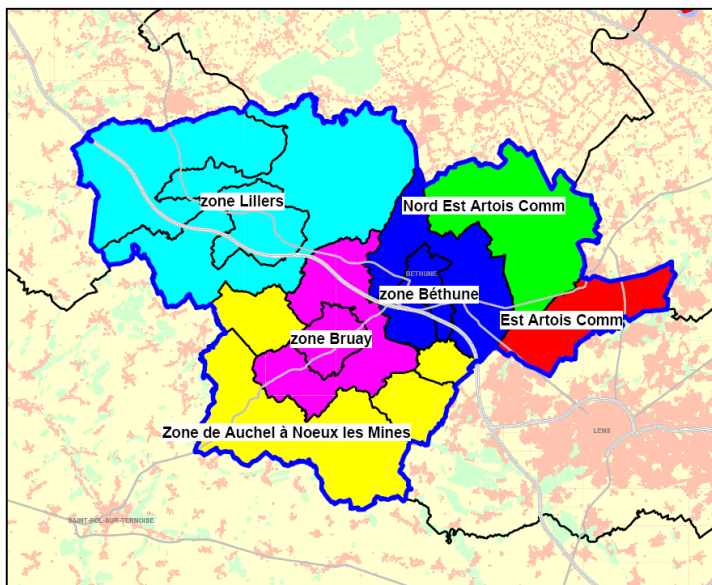 zone Lillers
Nord Est Artois Comm
BETHUNE
zone Béthune
Est Artois Comm
zone Bruay
Zone de Auchel à Noeux les Mines
LENS
SAINT-POL-SUR-TERNOISE